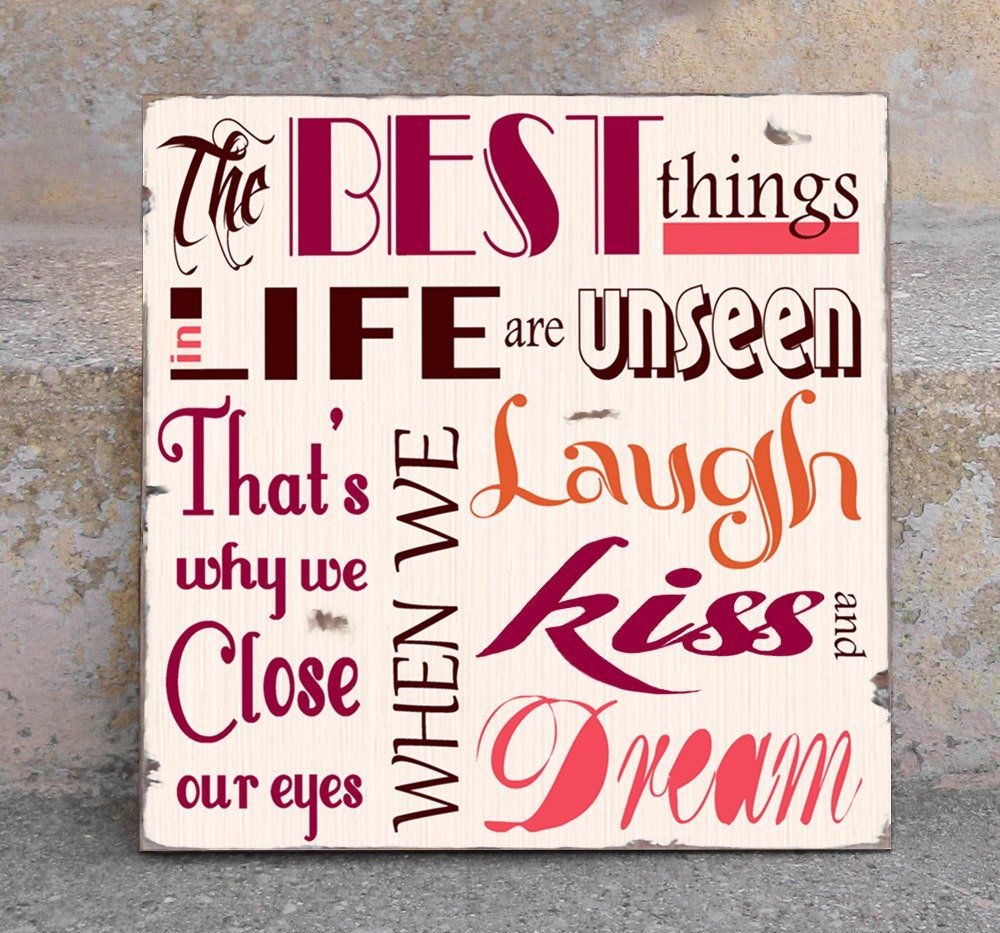 The BEST things
in LIFE are unseen
That's
why we
Close
our eyes
WHEN WE
Laugh
kiss and
Dream